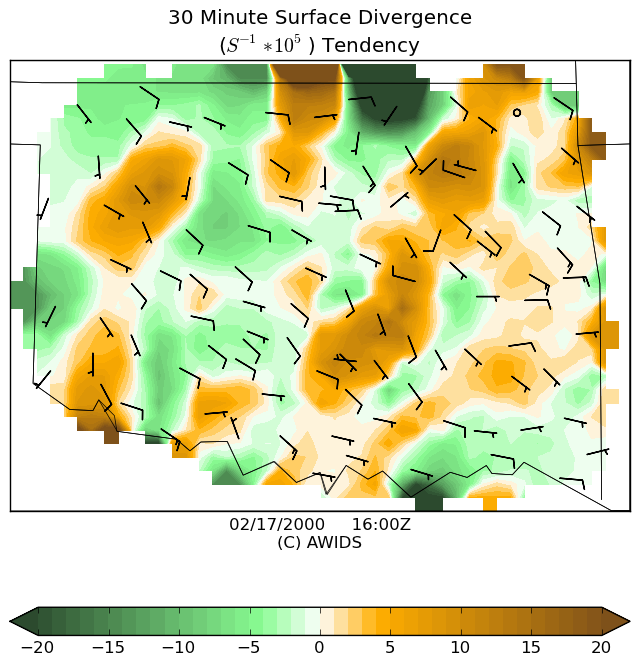 30 Minute Surface Divergence
(S⁻¹ *10⁵ ) Tendency
02/17/2000 16:00Z
(C) AWIDS
−20 −15 −10 −5 0 5 10 15 20